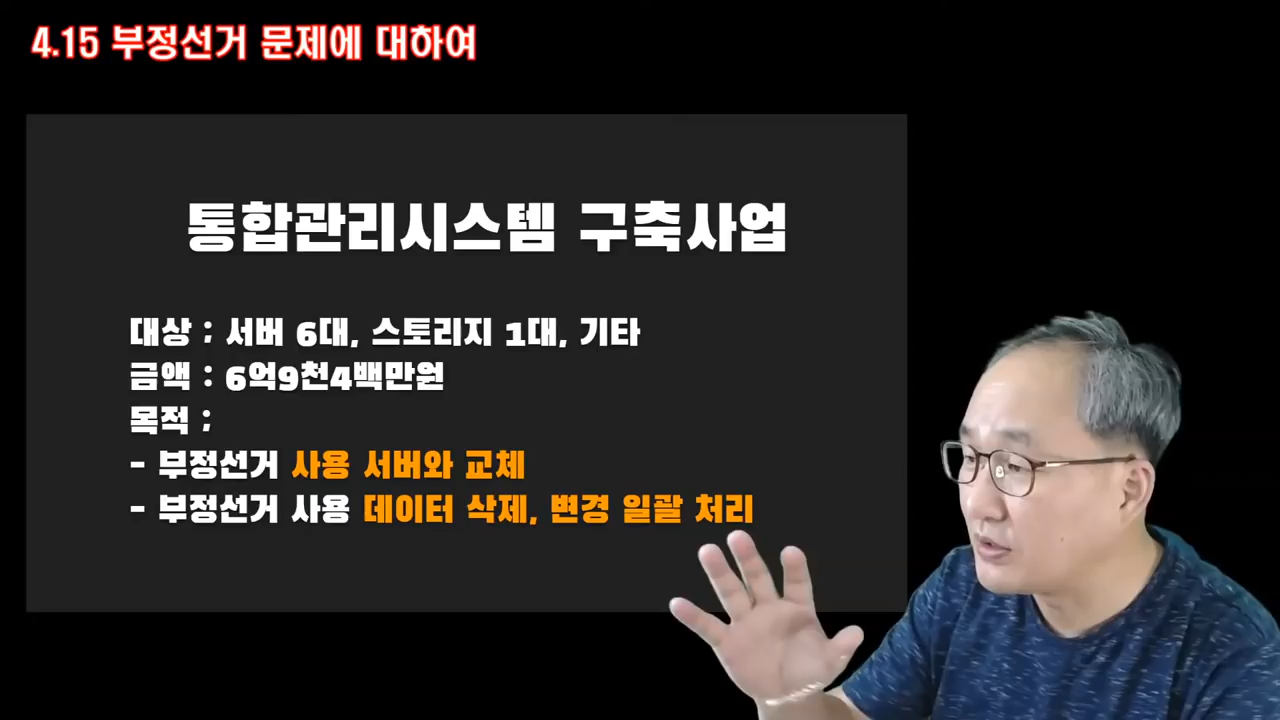 4.15 부정선거 문제에 대하여
통합관리시스템 구축사업
대상 ; 서버 6대, 스토리지 1대, 기타
금액 : 6억9천4백만원
목적 ;
- 부정선거 사용 서버와 교체
- 부정선거 사용 데이터 삭제, 변경 일괄 처리